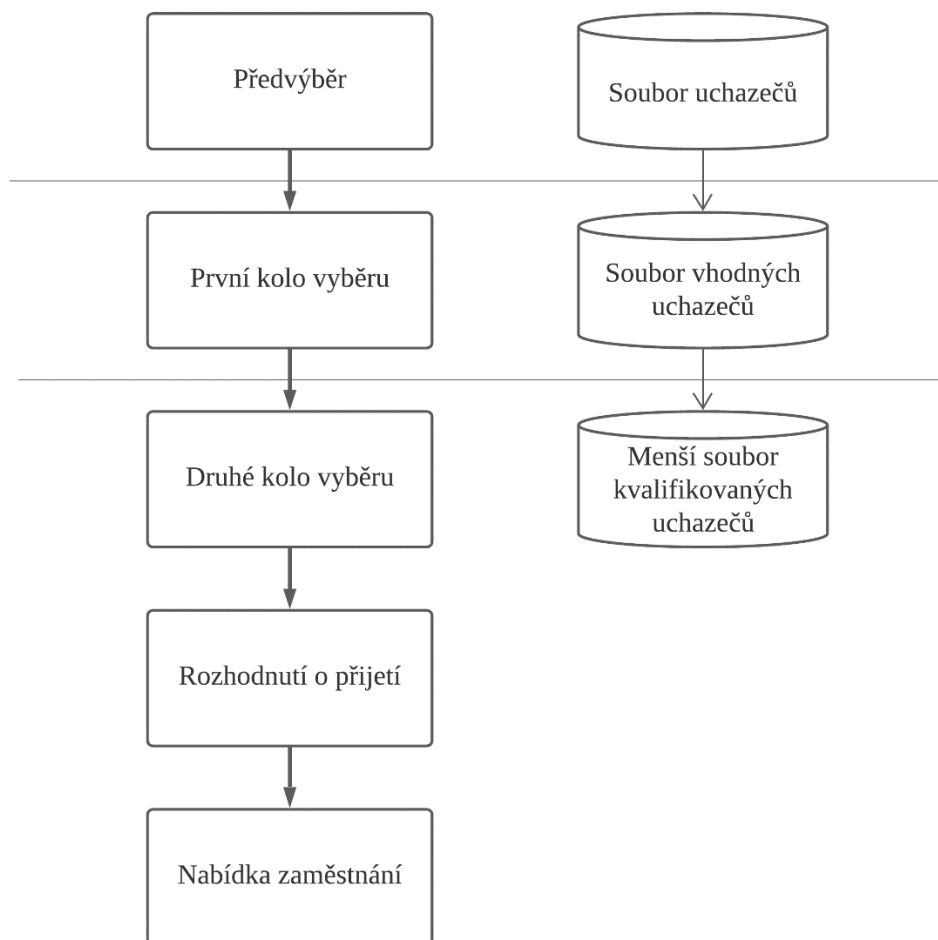 Předvýběr
Soubor uchazečů
První kolo vyběru
Soubor vhodných
uchazečů
Druhé kolo vyběru
Menší soubor
kvalifikovaných
uchazečů
Rozhodnutí o přijetí
Nabídka zaměstnání